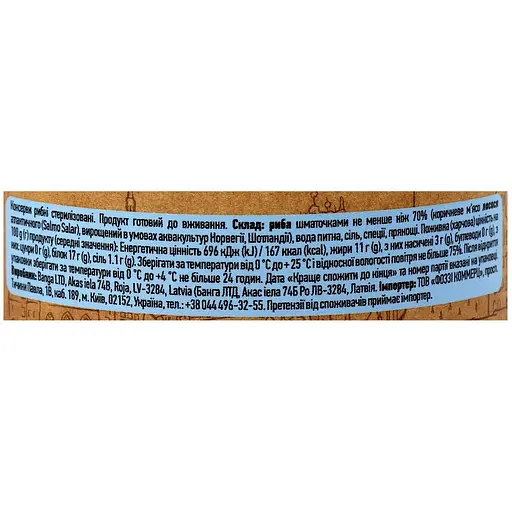 Консерви рибні стерилізовані. Продукт готовий до вживання. Склад: риба шматочками не менше ніж 70% (коричневе м'ясо лосося
атлантичного (Salmo Salar), вирощений в умовах аквакультур Норвегії, Шотландії), вода питна, сіль, спеції, прянощі. Поживна (харчова) цінність на
100 g (г) продукту (середні значення): Енергетична цінність 696 кДж (kJ) / 167 ккал (kcal), жири 11 г (g), з них насичені 3 г (g), вуглеводи 0 г (g), з
них цукри 0 г (g), білок 17 г (g), сіль 1.1 г (g). Зберігати за температури від 0 °С до + 25 °С і відносної вологості повітря не більше 75%. Після відкриття
упаковки зберігати за температури від 0 °С до +4 °С не більше 24 годин. Дата «Краще спожити до кінця» та номер партії вказані на упаковці.
Виробник: Banga LTD, Akas iela 74B, Roja, LV-3284, Latvia (Банга ЛТД, Акас іела 74Б Ро ЛВ-3284, Латвія. Імпортер: ТОВ «ФОЗЗІ КОММЕРЦ», просп.
Тичини Павла, 1В, каб. 189, м. Київ, 02152, Україна, тел.: +38 044 496-32-55. Претензії від споживачів приймає імпортер.